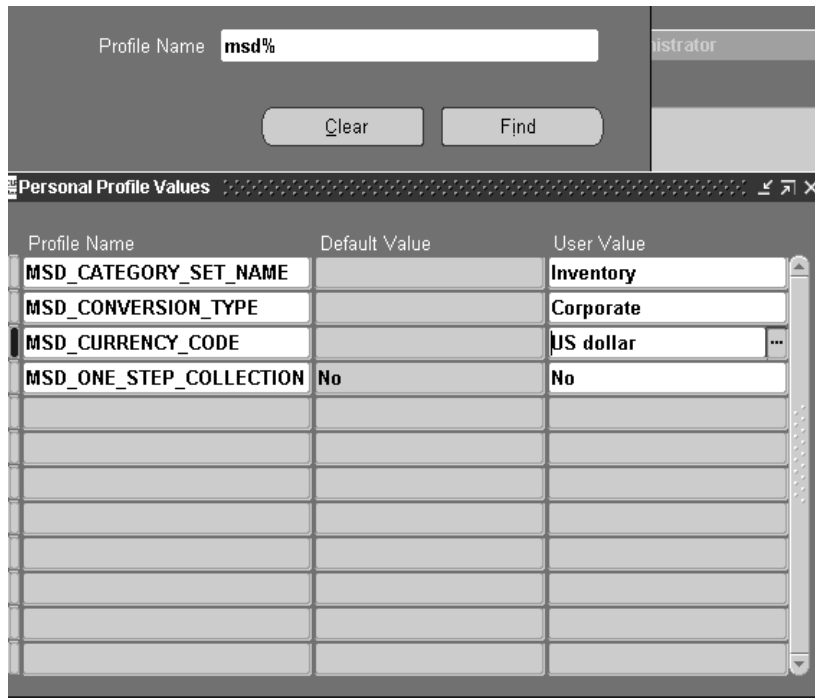 Profile Name msd%
istrator
Clear Find
Personal Profile Values
Profile Name Default Value User Value
MSD_CATEGORY_SET_NAME Inventory
MSD_CONVERSION_TYPE Corporate
MSD_CURRENCY_CODE US dollar ...
MSD_ONE_STEP_COLLECTION No No